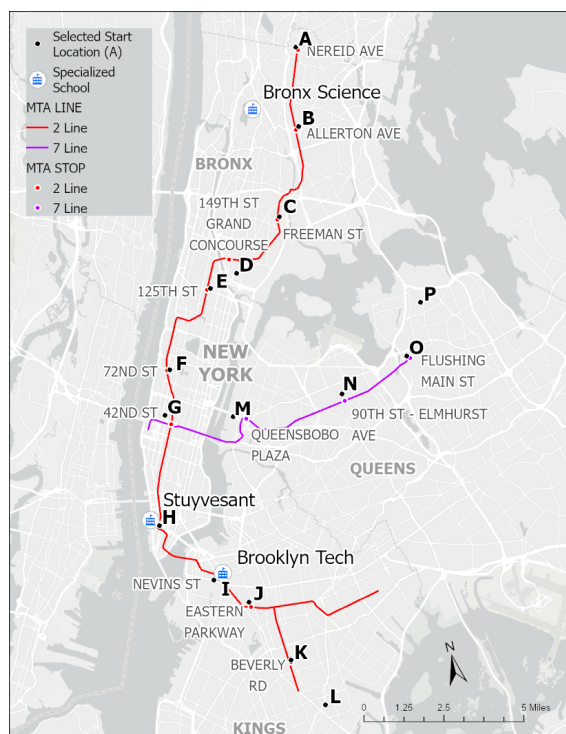 Selected Start
Location (A)
Specialized
School
MTA LINE
2 Line
7 Line
MTA STOP
2 Line
7 Line
A
NEREID AVE
Bronx Science
B
ALLERTON AVE
BRONX
149TH ST
GRAND
CONCOURSE
C
FREEMAN ST
D
125TH ST
E
P
72ND ST
F
NEW
YORK
O
FLUSHING
MAIN ST
N
42ND ST
G
M
90TH ST - ELMHURST
AVE
QUEENSBOBO
PLAZA
QUEENS
Stuyvesant
H
Brooklyn Tech
NEVINS ST
I
J
EASTERN
PARKWAY
K
BEVERLY
RD
L
KINGS
N
0 1.25 2.5 5 Miles